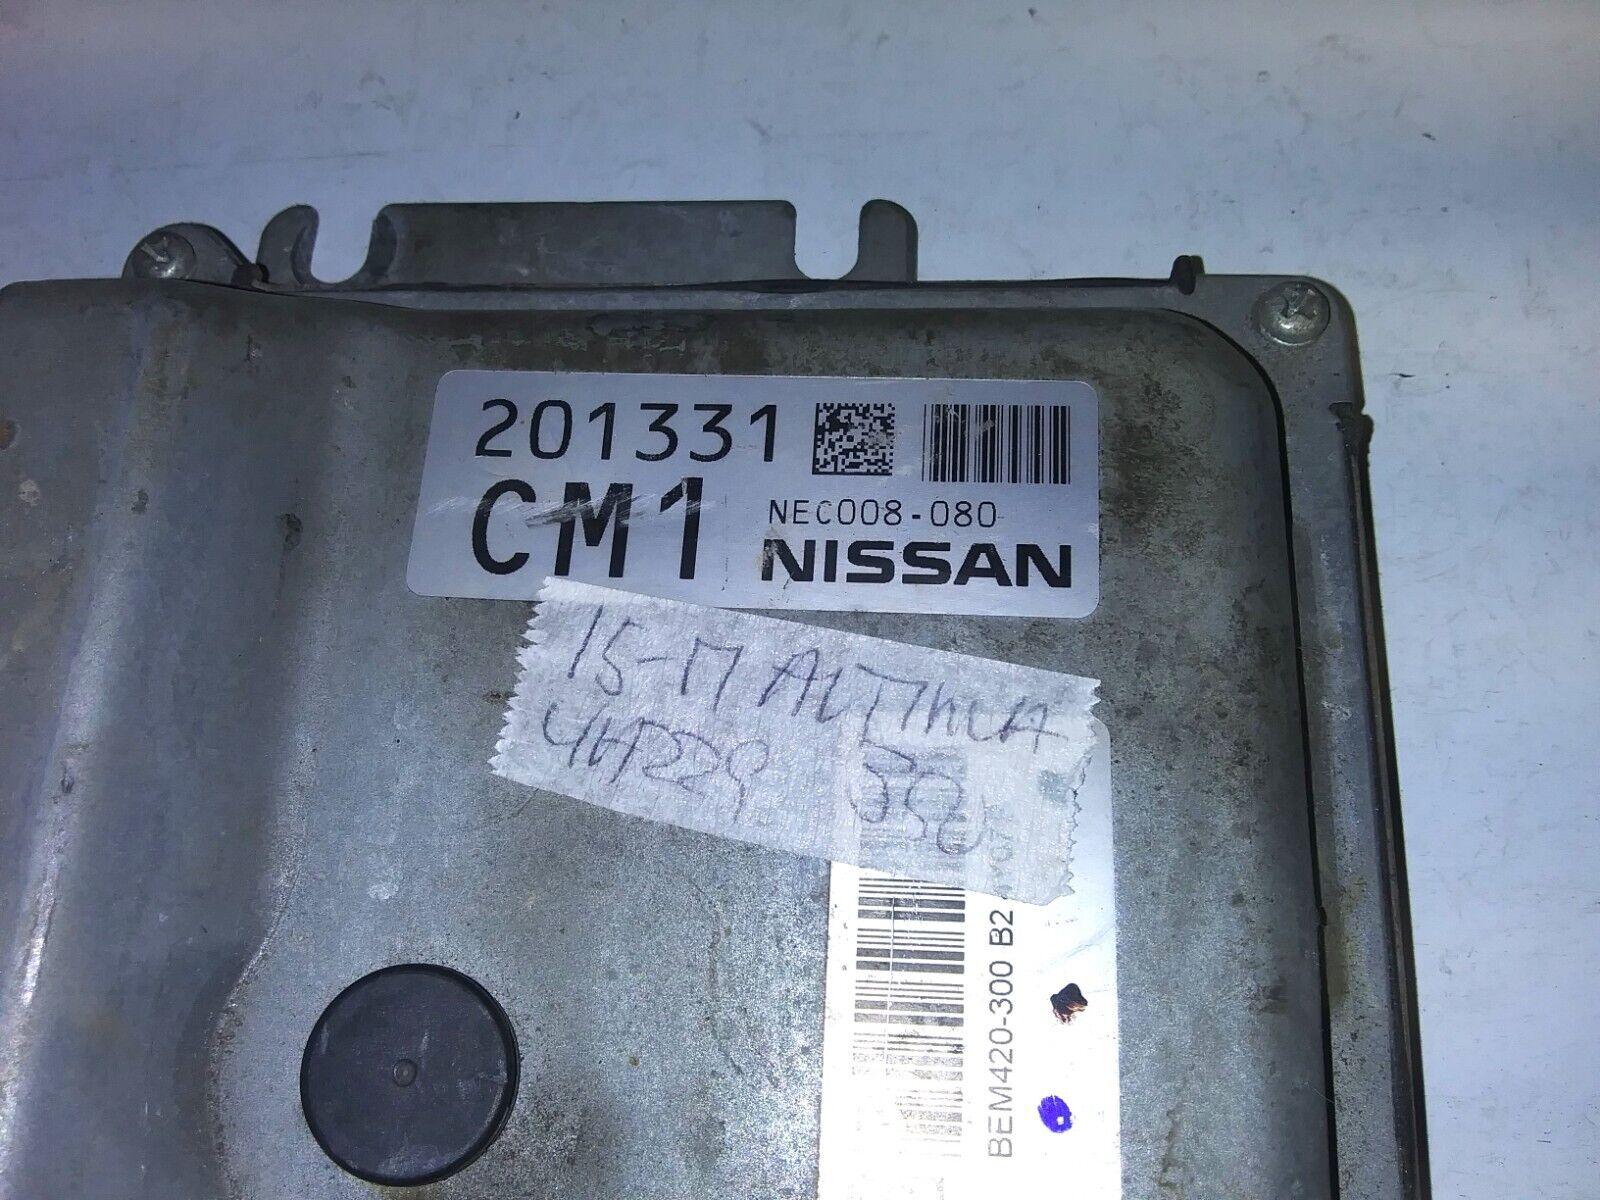 201331
CM1
NEC008-080
NISSAN
15-17 ALTIMA
BEM420-300 B2